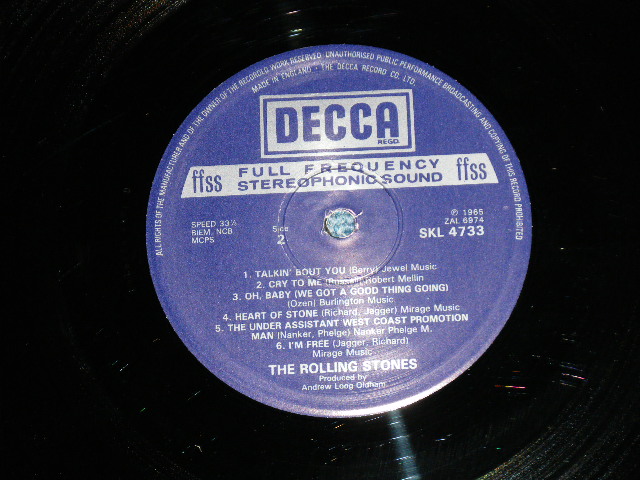 ALL RIGHTS OF THE MANUFACTURER AND OF THE OWNER OF THE RECORDED WORK RESERVED. UNAUTHORISED PUBLIC PERFORMANCE BROADCASTING AND COPYING OF THIS RECORD PROHIBITED
MADE IN ENGLAND · THE DECCA RECORD CO. LTD.
DECCA
REGD.
ffss FULL FREQUENCY STEREOPHONIC SOUND ffss
SPEED 33⅓
BIEM, NCB
MCPS
Side
2
℗ 1965
ZAL 6974
SKL 4733
1. TALKIN' BOUT YOU (Berry) Jewel Music
2. CRY TO ME (Russell) Robert Mellin
3. OH, BABY (WE GOT A GOOD THING GOING)
(Ozen) Burlington Music
4. HEART OF STONE (Richard, Jagger) Mirage Music
5. THE UNDER ASSISTANT WEST COAST PROMOTION
MAN (Nanker, Phelge) Nanker Phelge M.
6. I'M FREE (Jagger, Richard)
Mirage Music
THE ROLLING STONES
Produced by
Andrew Long Oldham